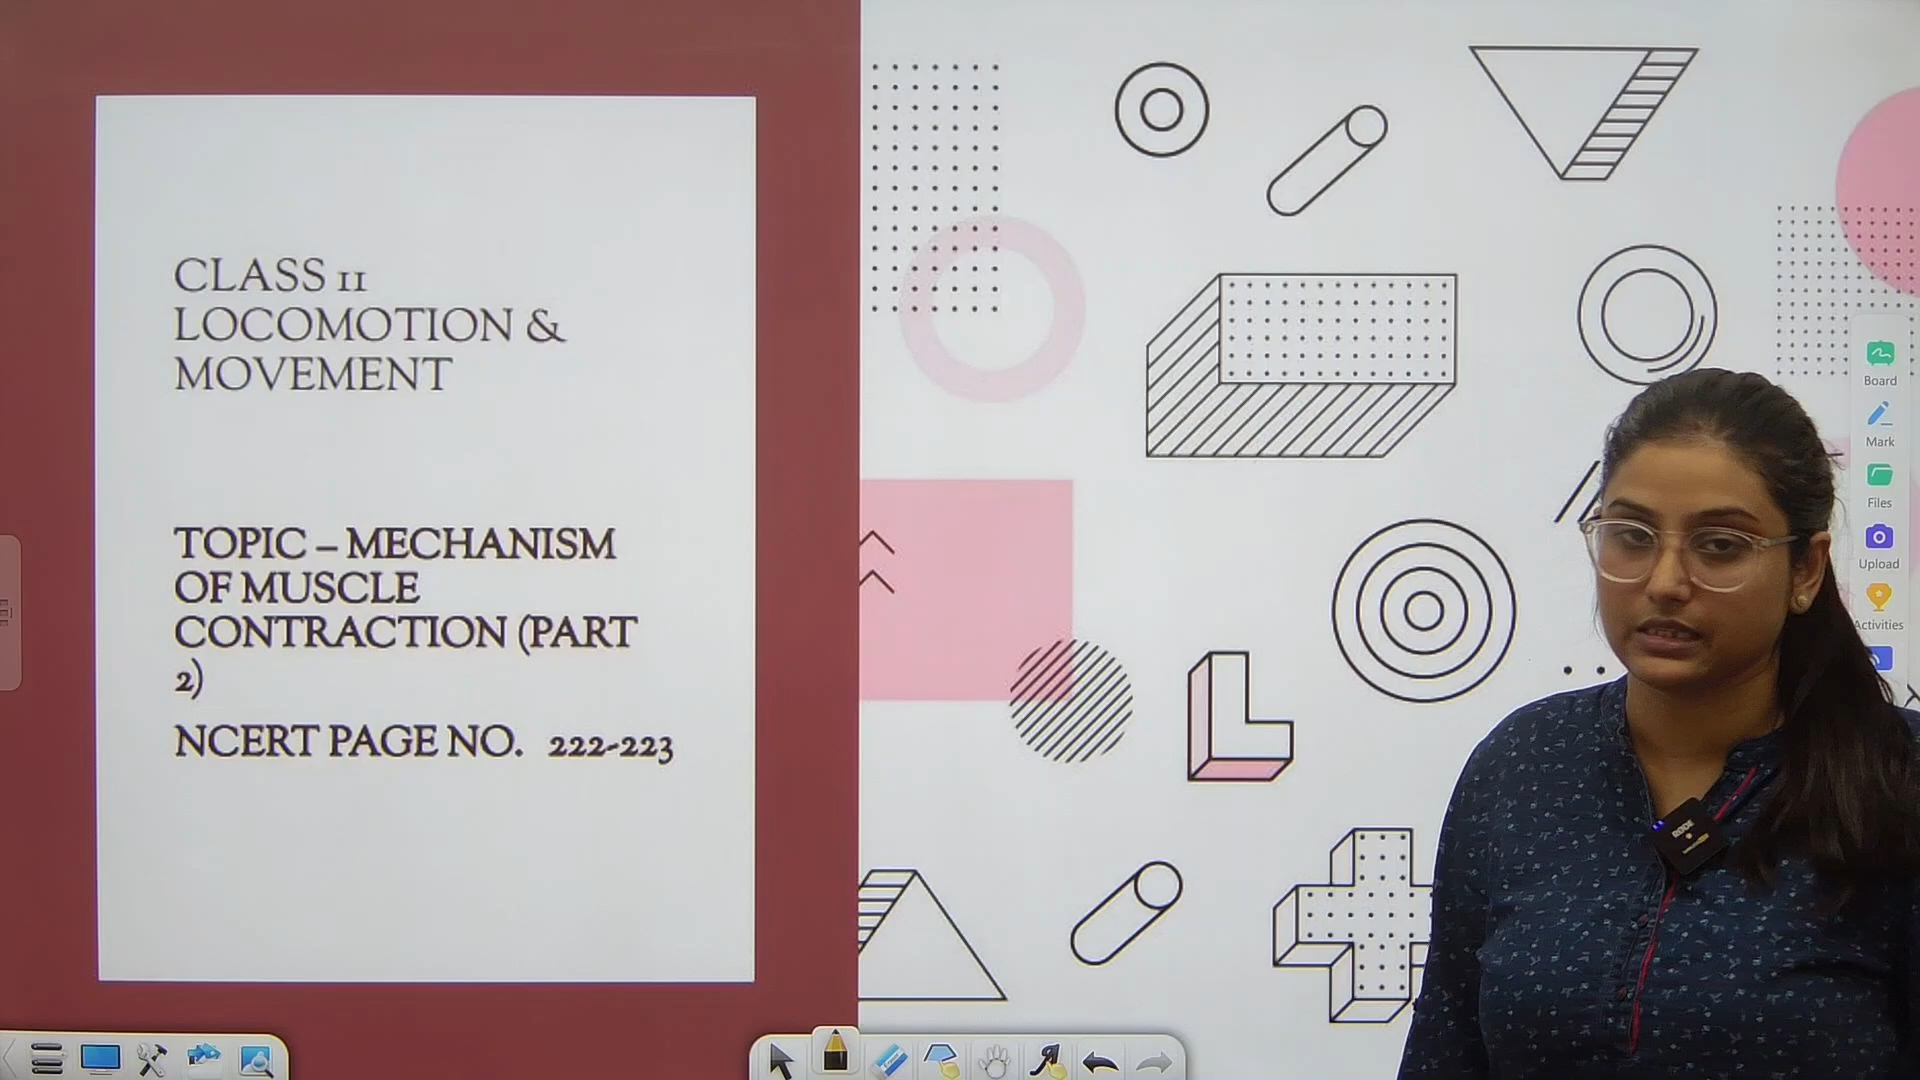 CLASS 11
LOCOMOTION &
MOVEMENT
TOPIC – MECHANISM
OF MUSCLE
CONTRACTION (PART
2)
NCERT PAGE NO. 222-223
Board
Mark
Files
Upload
Activities
RODE